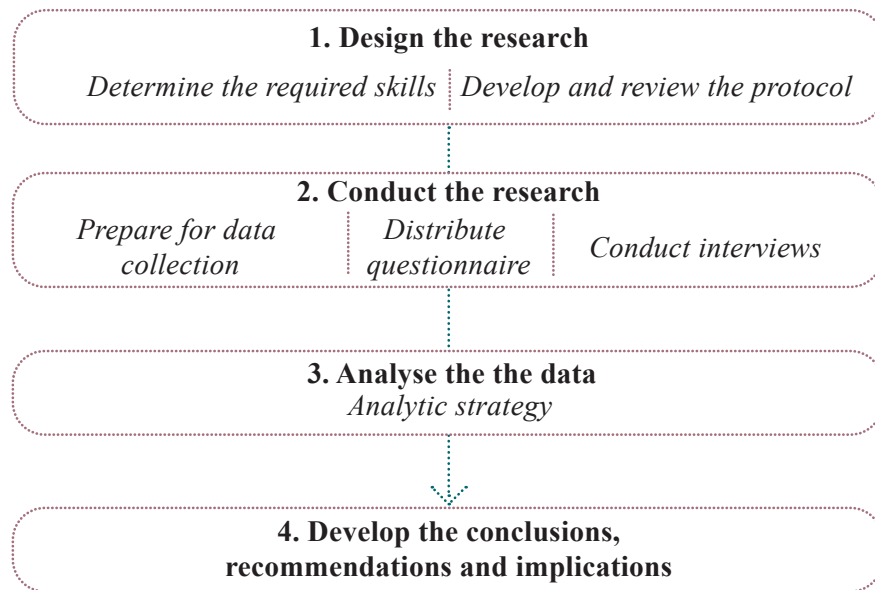 1. Design the research
Determine the required skills
Develop and review the protocol
2. Conduct the research
Prepare for data
collection
Distribute
questionnaire
Conduct interviews
3. Analyse the the data
Analytic strategy
4. Develop the conclusions,
recommendations and implications